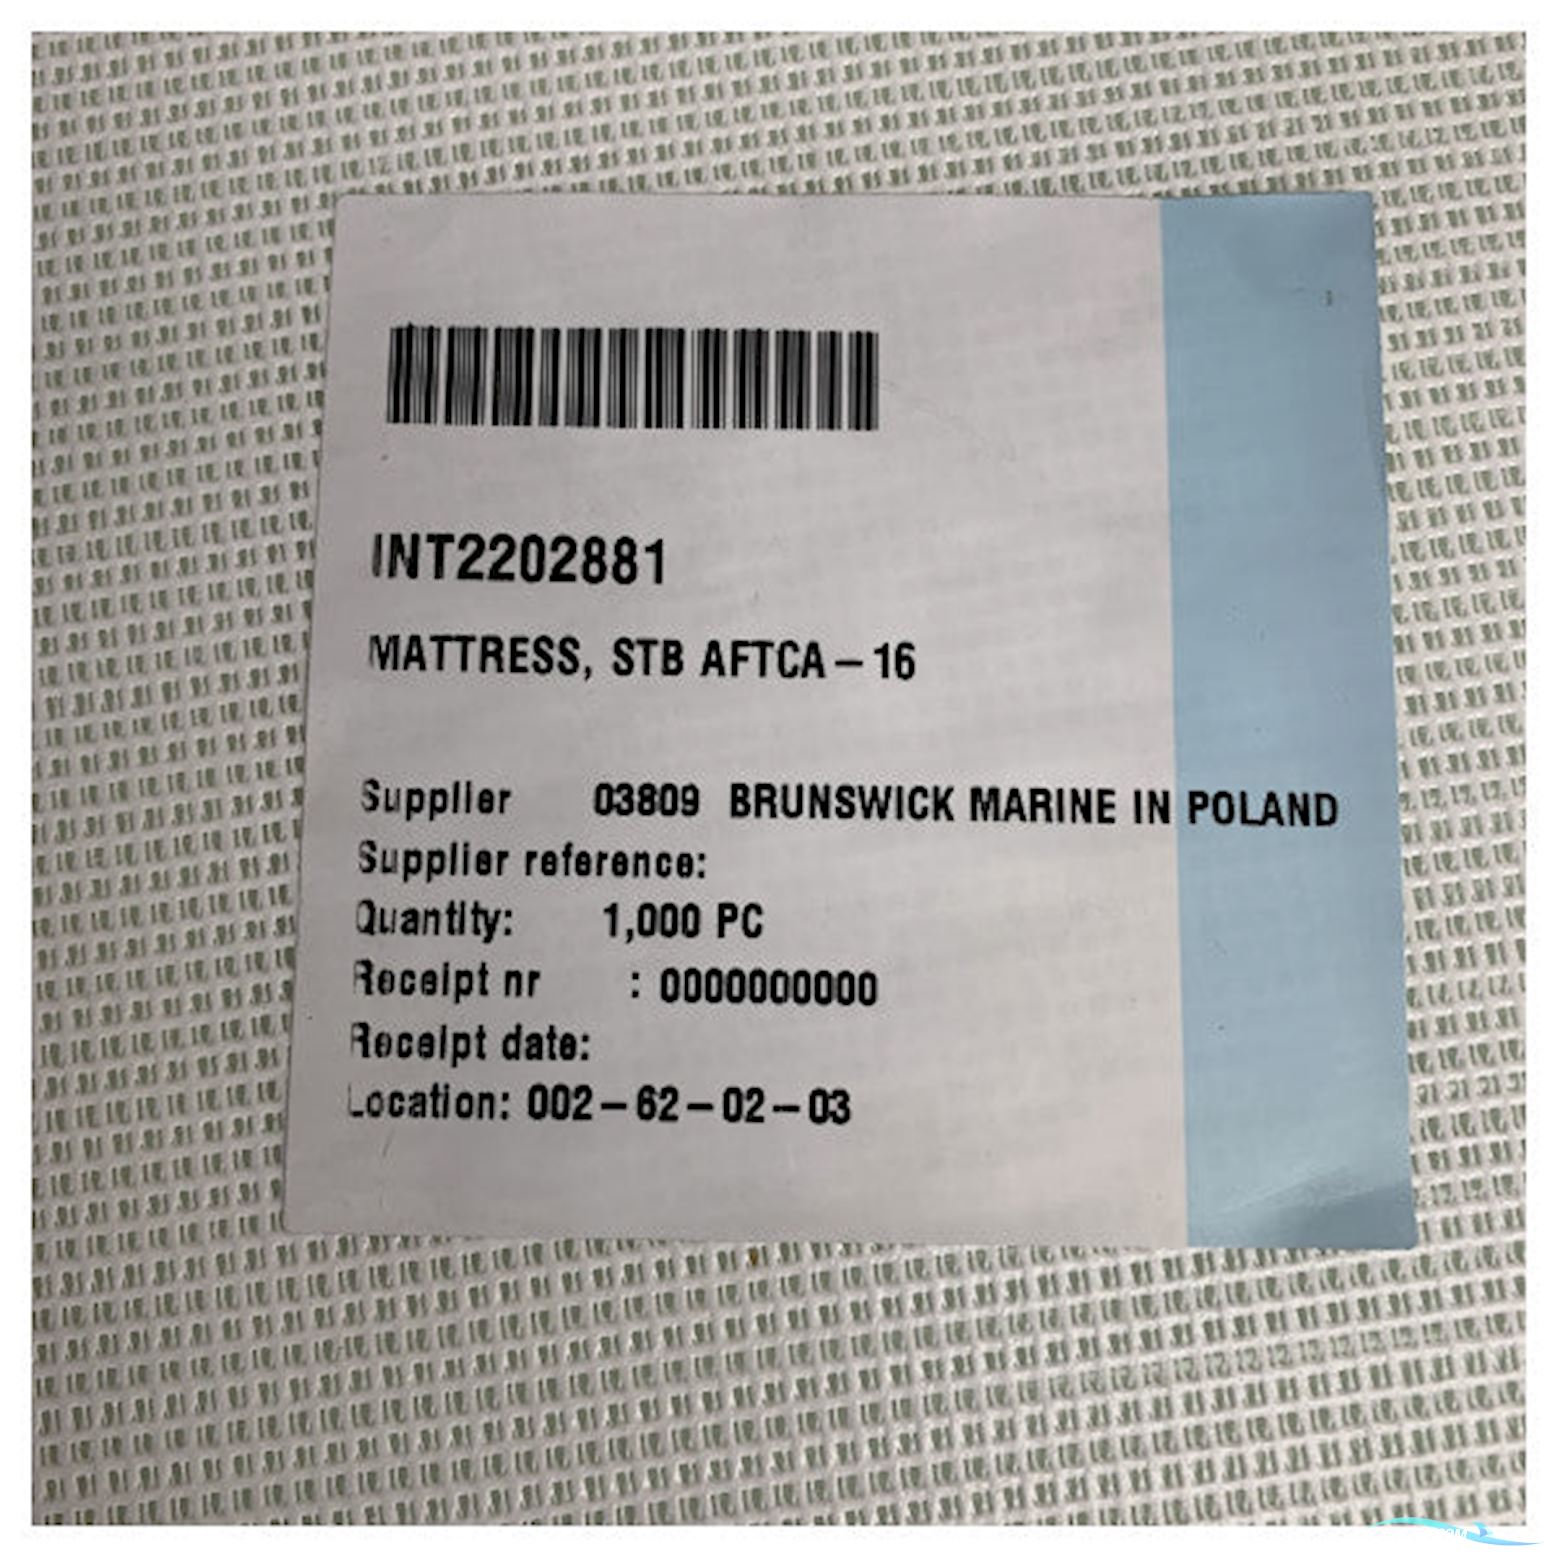 INT2202881
MATTRESS, STB AFTCA-16
Supplier 03809 BRUNSWICK MARINE IN POLAND
Supplier reference:
Quantity: 1,000 PC
Receipt nr : 0000000000
Receipt date:
Location: 002-62-02-03